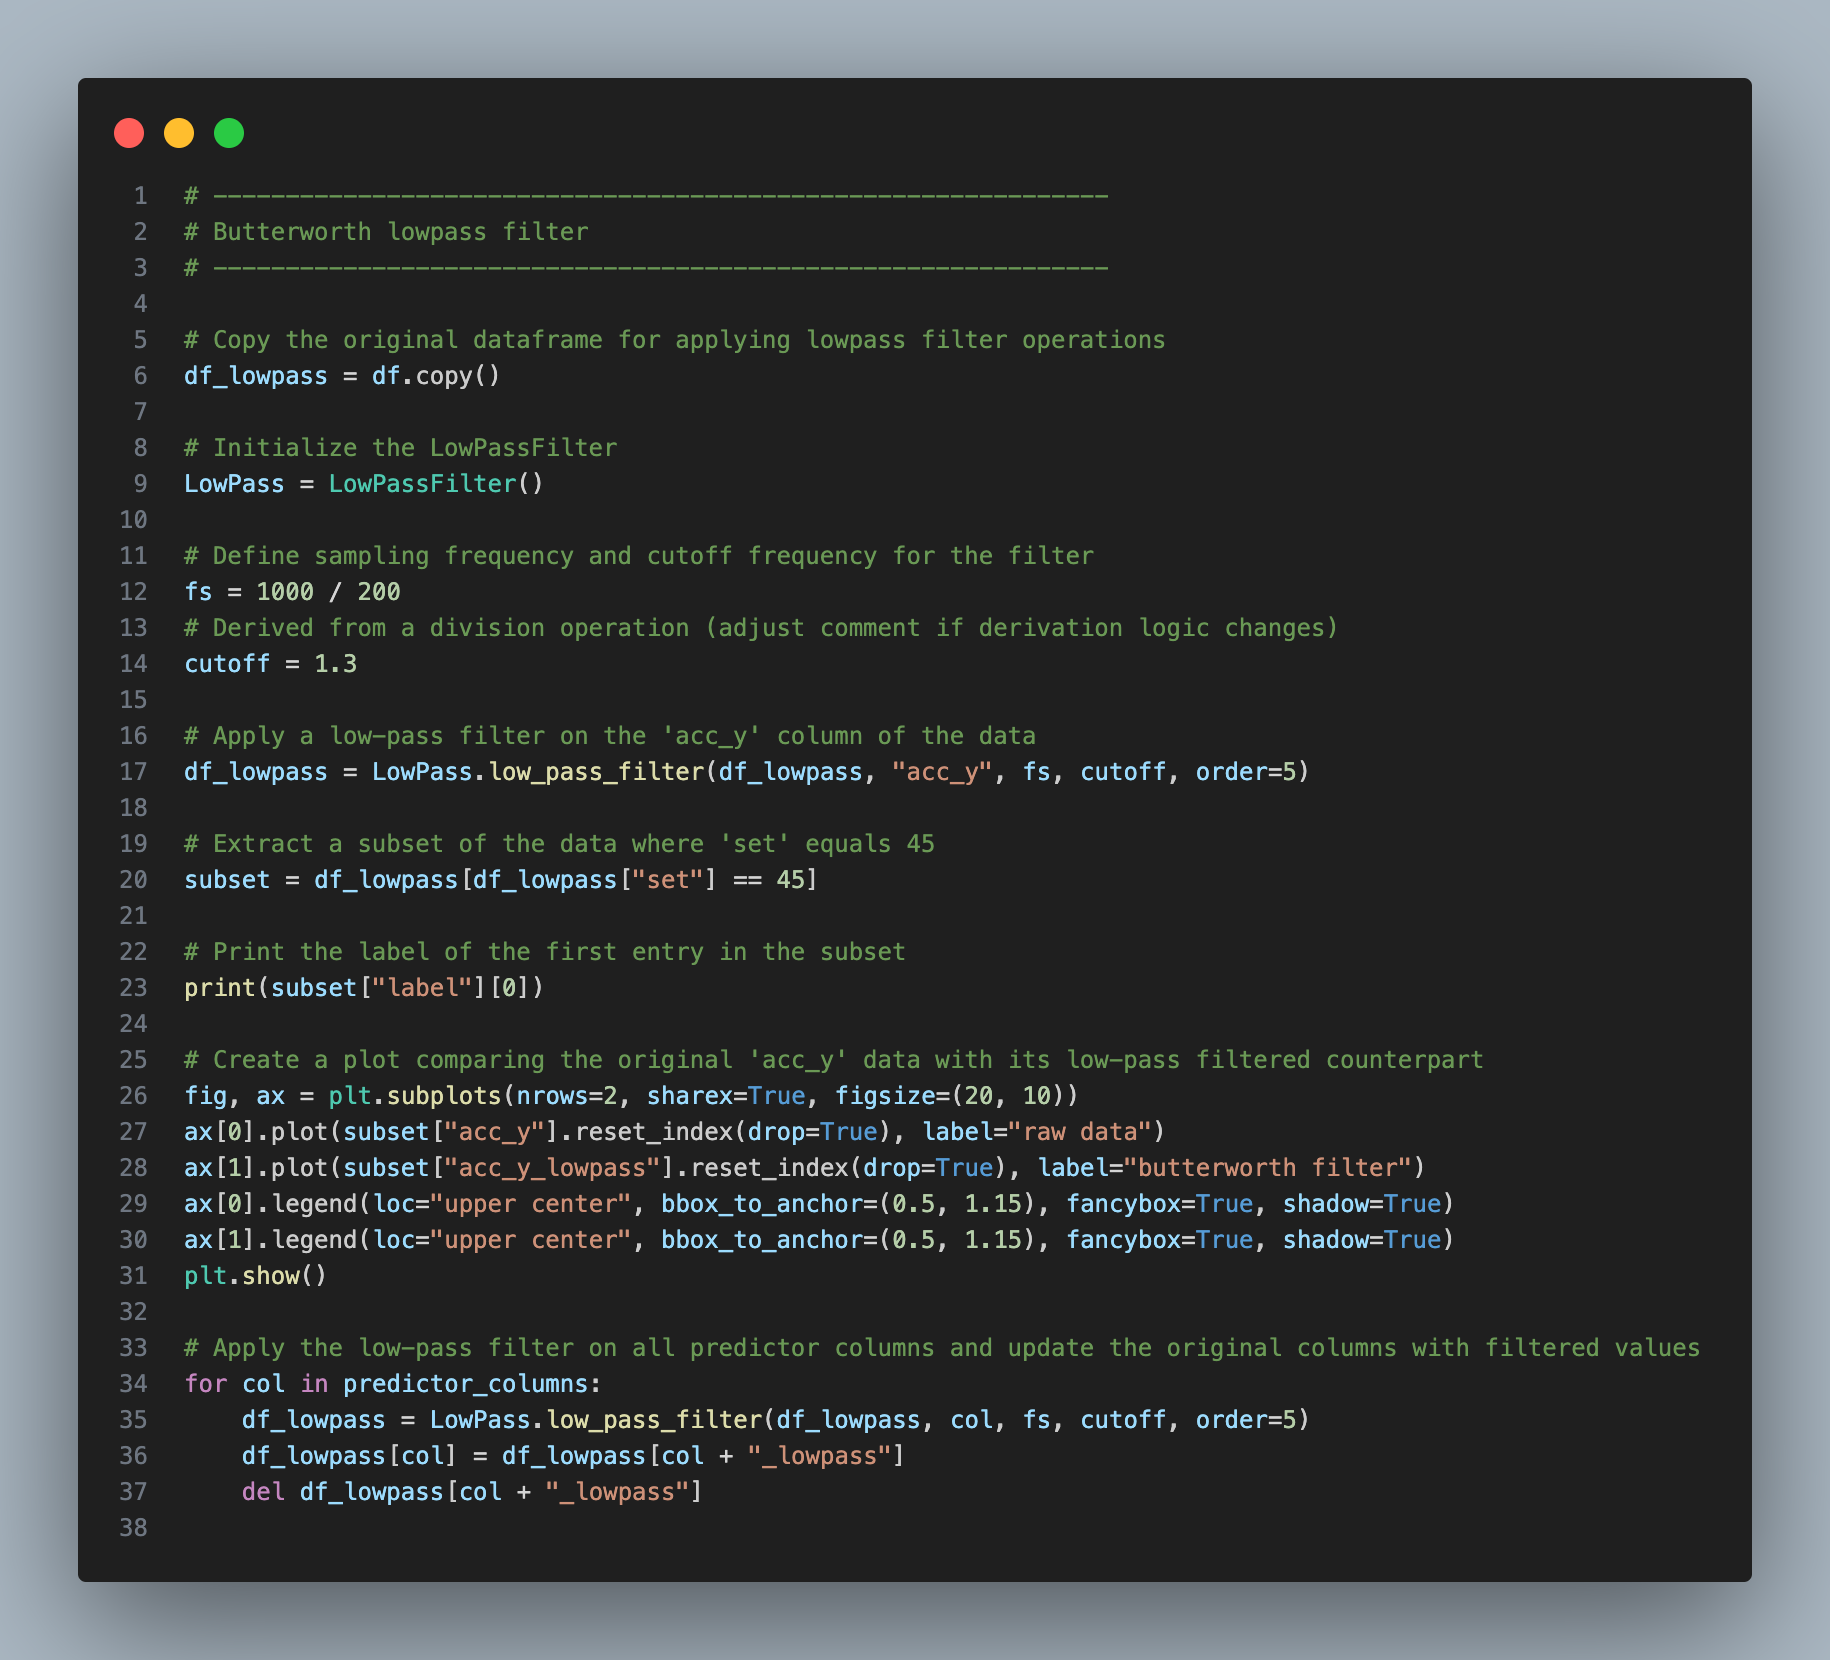 1 # --------------------------------------------------------------
2 # Butterworth lowpass filter
3 # --------------------------------------------------------------
4
5 # Copy the original dataframe for applying lowpass filter operations
6 df_lowpass = df.copy()
7
8 # Initialize the LowPassFilter
9 LowPass = LowPassFilter()
10
11 # Define sampling frequency and cutoff frequency for the filter
12 fs = 1000 / 200
13 # Derived from a division operation (adjust comment if derivation logic changes)
14 cutoff = 1.3
15
16 # Apply a low-pass filter on the 'acc_y' column of the data
17 df_lowpass = LowPass.low_pass_filter(df_lowpass, "acc_y", fs, cutoff, order=5)
18
19 # Extract a subset of the data where 'set' equals 45
20 subset = df_lowpass[df_lowpass["set"] == 45]
21
22 # Print the label of the first entry in the subset
23 print(subset["label"][0])
24
25 # Create a plot comparing the original 'acc_y' data with its low-pass filtered counterpart
26 fig, ax = plt.subplots(nrows=2, sharex=True, figsize=(20, 10))
27 ax[0].plot(subset["acc_y"].reset_index(drop=True), label="raw data")
28 ax[1].plot(subset["acc_y_lowpass"].reset_index(drop=True), label="butterworth filter")
29 ax[0].legend(loc="upper center", bbox_to_anchor=(0.5, 1.15), fancybox=True, shadow=True)
30 ax[1].legend(loc="upper center", bbox_to_anchor=(0.5, 1.15), fancybox=True, shadow=True)
31 plt.show()
32
33 # Apply the low-pass filter on all predictor columns and update the original columns with filtered values
34 for col in predictor_columns:
35     df_lowpass = LowPass.low_pass_filter(df_lowpass, col, fs, cutoff, order=5)
36     df_lowpass[col] = df_lowpass[col + "_lowpass"]
37     del df_lowpass[col + "_lowpass"]
38